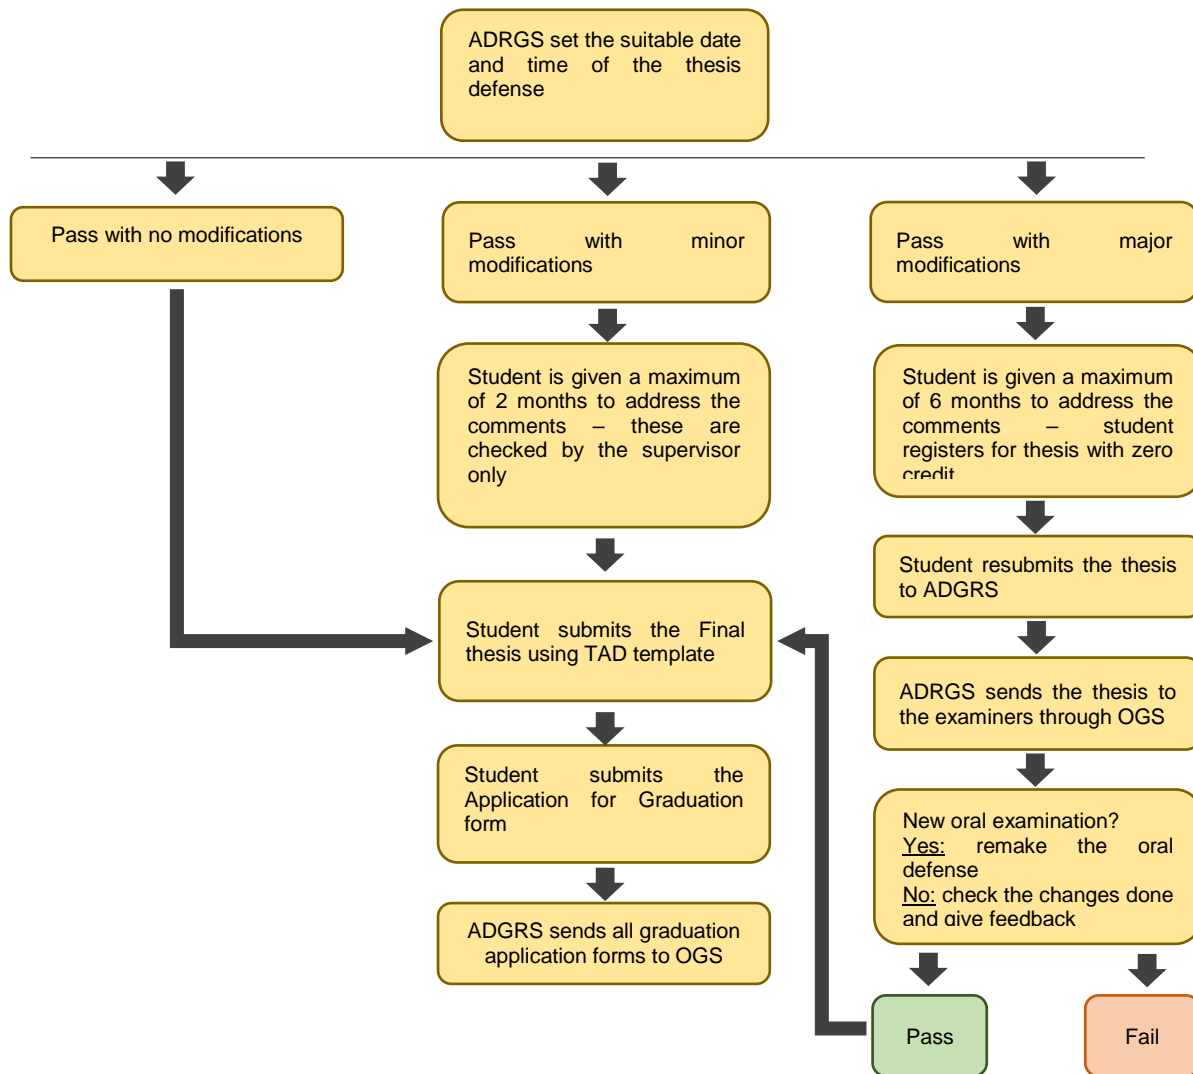 ADRGS set the suitable date
and time of the thesis
defense
Pass with no modifications
Pass with minor
modifications
Pass with major
modifications
Student is given a maximum
of 2 months to address the
comments – these are
checked by the supervisor
only
Student is given a maximum
of 6 months to address the
comments – student
registers for thesis with zero
credit
Student resubmits the thesis
to ADGRS
Student submits the Final
thesis using TAD template
ADRGS sends the thesis to
the examiners through OGS
Student submits the
Application for Graduation
form
New oral examination?
Yes: remake the oral
defense
No: check the changes done
and give feedback
ADGRS sends all graduation
application forms to OGS
Pass
Fail